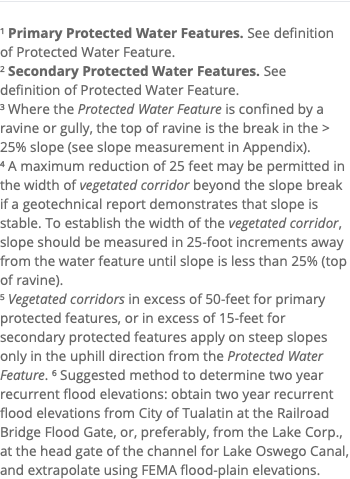 ¹ Primary Protected Water Features. See definition
of Protected Water Feature.
² Secondary Protected Water Features. See
definition of Protected Water Feature.
³ Where the Protected Water Feature is confined by a
ravine or gully, the top of ravine is the break in the >
25% slope (see slope measurement in Appendix).
⁴ A maximum reduction of 25 feet may be permitted in
the width of vegetated corridor beyond the slope break
if a geotechnical report demonstrates that slope is
stable. To establish the width of the vegetated corridor,
slope should be measured in 25-foot increments away
from the water feature until slope is less than 25% (top
of ravine).
⁵ Vegetated corridors in excess of 50-feet for primary
protected features, or in excess of 15-feet for
secondary protected features apply on steep slopes
only in the uphill direction from the Protected Water
Feature. ⁶ Suggested method to determine two year
recurrent flood elevations: obtain two year recurrent
flood elevations from City of Tualatin at the Railroad
Bridge Flood Gate, or, preferably, from the Lake Corp.,
at the head gate of the channel for Lake Oswego Canal,
and extrapolate using FEMA flood-plain elevations.